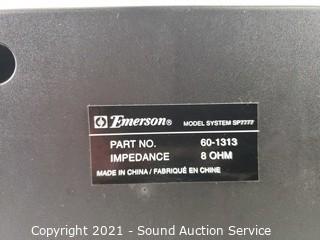 Emerson® MODEL SYSTEM SP7777
PART NO. 60-1313
IMPEDANCE 8 OHM
MADE IN CHINA / FABRIQUÉ EN CHINE
Copyright 2021 - Sound Auction Service